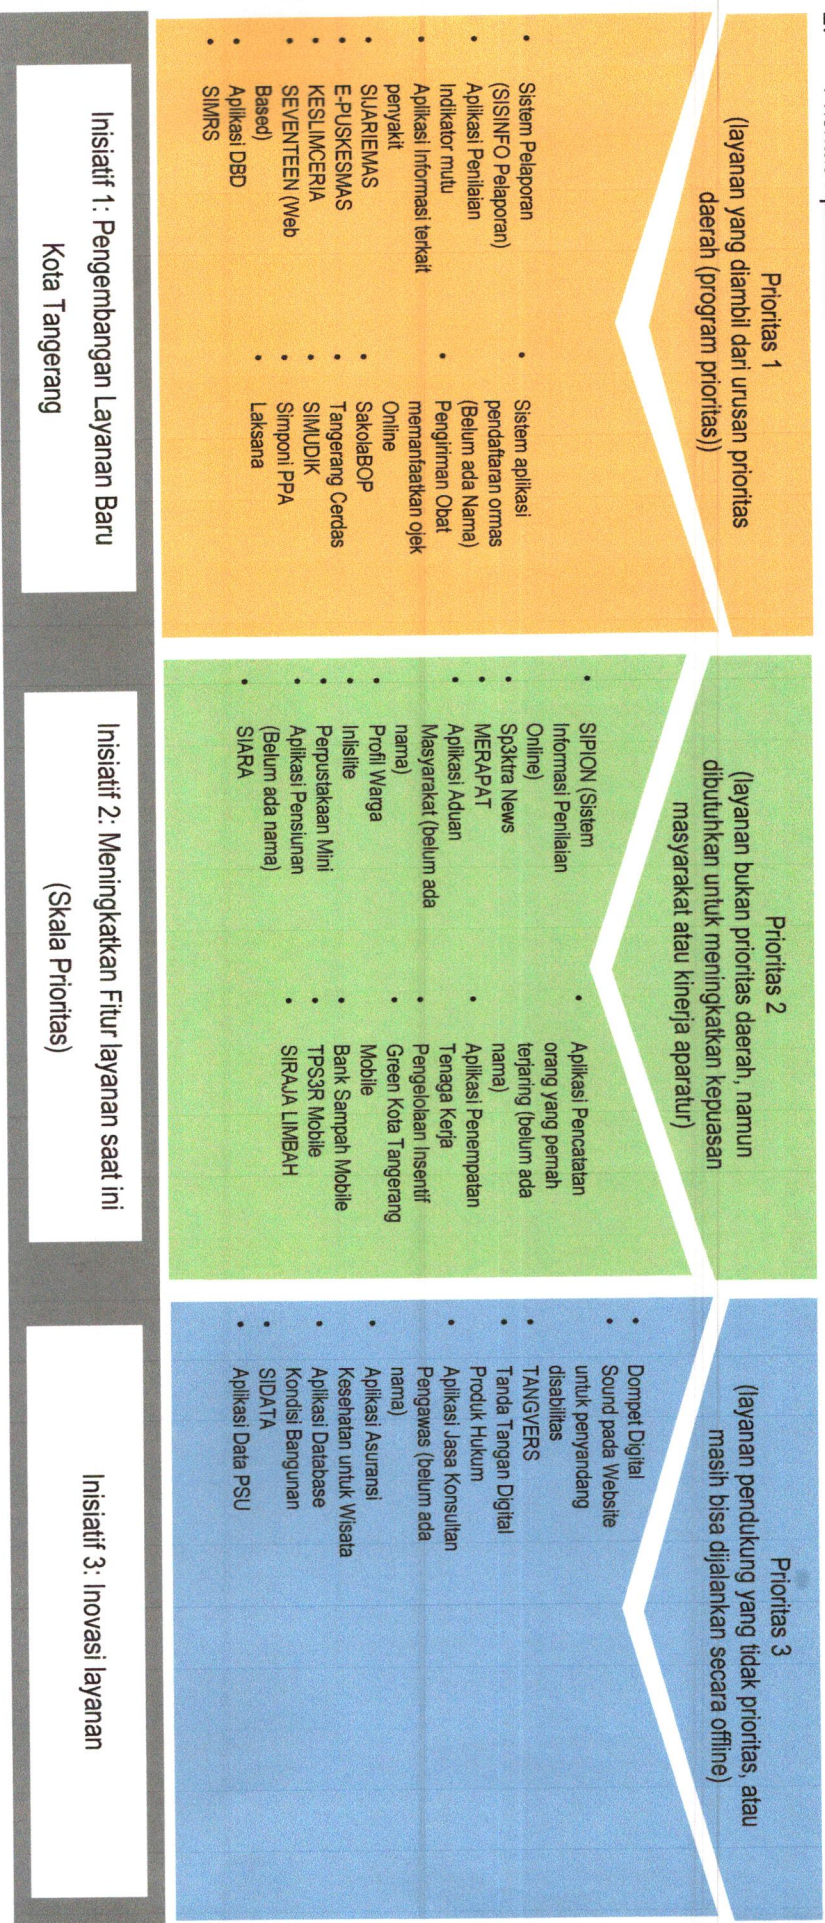 Prioritas 1
(layanan yang diambil dari urusan prioritas
daerah (program prioritas))
• Sistem Pelaporan
(SISINFO Pelaporan)
• Aplikasi Penilaian
Indikator mutu
• Aplikasi Informasi terkait
penyakit
• SIJARIEMAS
• E-PUSKESMAS
• KESLIMCERIA
• SEVENTEEN (Web
Based)
• Aplikasi DBD
• SIMRS
• Sistem aplikasi
pendaftaran ormas
(Belum ada Nama)
• Pengiriman Obat
memanfaatkan ojek
Online
• SakolaBOP
• Tangerang Cerdas
• SIMUDIK
• Simponi PPA
• Laksana
Inisiatif 1: Pengembangan Layanan Baru
Kota Tangerang
Prioritas 2
(layanan bukan prioritas daerah, namun
dibutuhkan untuk meningkatkan kepuasan
masyarakat atau kinerja aparatur)
• SIPION (Sistem
Informasi Penilaian
Online)
• Sp3ktra News
• MERAPAT
• Aplikasi Aduan
Masyarakat (belum ada
nama)
• Profil Warga
• Inlislite
• Perpustakaan Mini
• Aplikasi Pensiunan
(Belum ada nama)
• SIARA
• Aplikasi Pencatatan
orang yang pernah
terjaring (belum ada
nama)
• Aplikasi Penempatan
Tenaga Kerja
• Pengelolaan Insentif
• Green Kota Tangerang
Mobile
• Bank Sampah Mobile
• TPS3R Mobile
• SIRAJA LIMBAH
Inisiatif 2: Meningkatkan Fitur layanan saat ini
(Skala Prioritas)
Prioritas 3
(layanan pendukung yang tidak prioritas, atau
masih bisa dijalankan secara offline)
• Dompet Digital
• Sound pada Website
untuk penyandang
disabilitas
• TANGVERS
• Tanda Tangan Digital
Produk Hukum
• Aplikasi Jasa Konsultan
Pengawas (belum ada
nama)
• Aplikasi Asuransi
Kesehatan untuk Wisata
• Aplikasi Database
Kondisi Bangunan
• SIDATA
• Aplikasi Data PSU
Inisiatif 3: Inovasi layanan